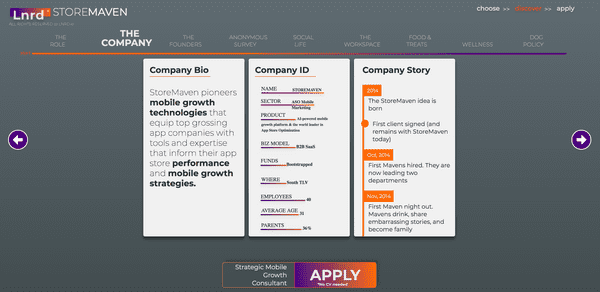 Lnrd STOREMAVEN
choose >> discover >> apply
THE ROLE
THE COMPANY
THE FOUNDERS
ANONYMOUS SURVEY
SOCIAL LIFE
THE WORKSPACE
FOOD & TREATS
WELLNESS
DOG POLICY
Company Bio
StoreMaven pioneers
mobile growth
technologies that
equip top grossing
app companies with
tools and expertise
that inform their app
store performance
and mobile growth
strategies.
Company ID
NAME STOREMAVEN
SECTOR ASO Mobile
Marketing
PRODUCT AI-powered mobile
growth platform & the world leader in
App Store Optimization
BIZ MODEL B2B SaaS
FUNDS Bootstrapped
WHERE South TLV
EMPLOYEES
AVERAGE AGE
PARENTS 36%
Company Story
2014
The StoreMaven idea is
born
First client signed (and
remains with StoreMaven
today)
Oct, 2014
First Mavens hired. They are
now leading two
departments
Nov, 2014
First Maven night out.
Mavens drink, share
embarrassing stories, and
become family
Strategic Mobile
Growth
Consultant
APPLY
*No CV needed